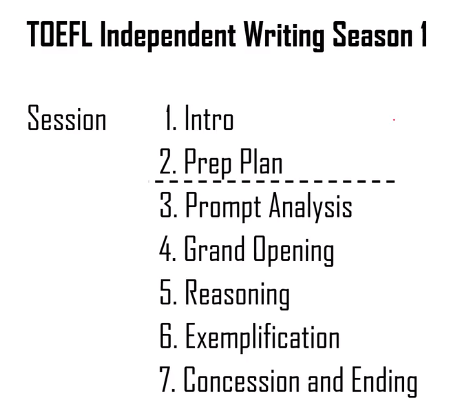 TOEFL Independent Writing Season 1
Session 1. Intro
2. Prep Plan
3. Prompt Analysis
4. Grand Opening
5. Reasoning
6. Exemplification
7. Concession and Ending